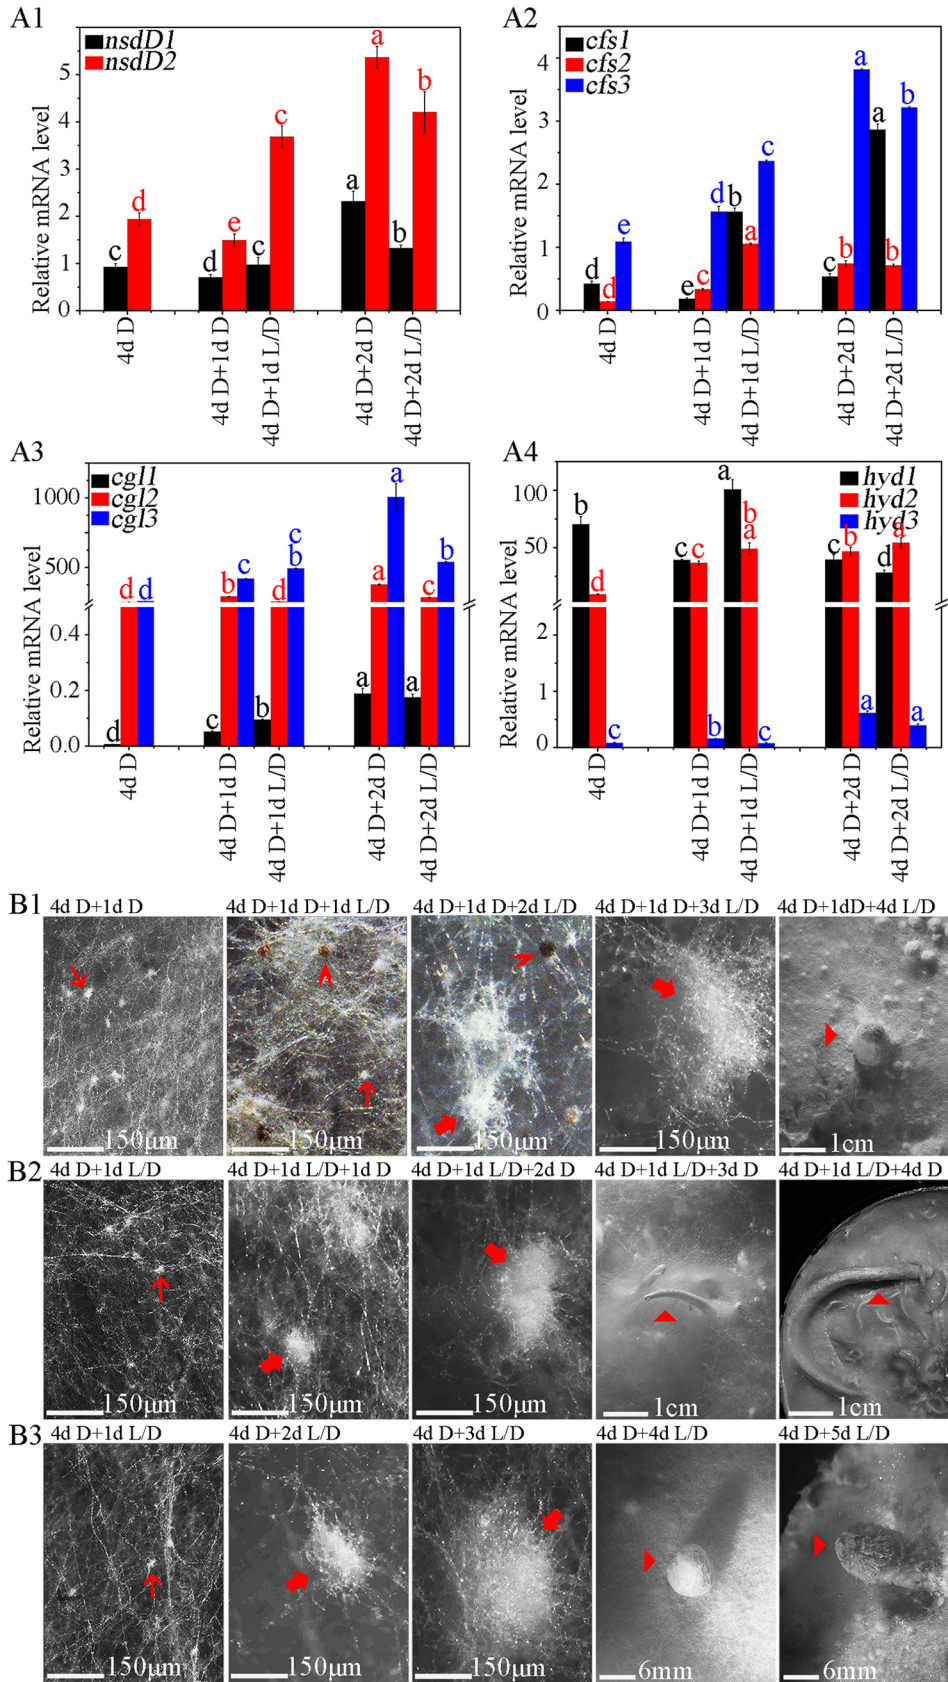 A1
nsdD1
nsdD2
Relative mRNA level
5
4
3
2
1
0
c d
d e c c
a a b b
4d D
4d D+1d D
4d D+1d L/D
4d D+2d D
4d D+2d L/D
A2
cfs1
cfs2
cfs3
Relative mRNA level
4
3
2
1
0
d d e
e c d b a c
c b a a b b
4d D
4d D+1d D
4d D+1d L/D
4d D+2d D
4d D+2d L/D
A3
cgl1
cgl2
cgl3
Relative mRNA level
1000
500
0.4
0.2
0.0
d d d
c b c b d c b
a a a a c b
4d D
4d D+1d D
4d D+1d L/D
4d D+2d D
4d D+2d L/D
A4
hyd1
hyd2
hyd3
Relative mRNA level
100
50
2
1
0
b d c
c c b a b a c
c b a d a a
4d D
4d D+1d D
4d D+1d L/D
4d D+2d D
4d D+2d L/D
B1
4d D+1d D
4d D+1d D+1d L/D
4d D+1d D+2d L/D
4d D+1d D+3d L/D
4d D+1dD+4d L/D
150μm
150μm
150μm
150μm
1cm
B2
4d D+1d L/D
4d D+1d L/D+1d D
4d D+1d L/D+2d D
4d D+1d L/D+3d D
4d D+1d L/D+4d D
150μm
150μm
150μm
1cm
1cm
B3
4d D+1d L/D
4d D+2d L/D
4d D+3d L/D
4d D+4d L/D
4d D+5d L/D
150μm
150μm
150μm
6mm
6mm